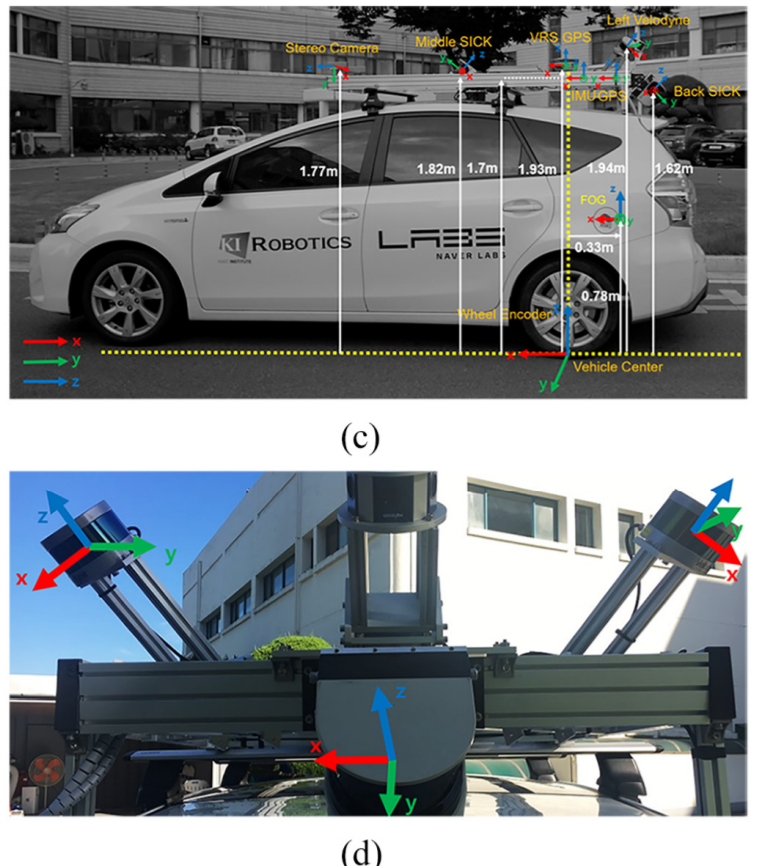 Left Velodyne
VRS GPS
Middle SICK
Stereo Camera
z
x
y
y
z
x
IMU GPS
Back SICK
y
1.77m
1.82m
1.7m
1.93m
1.94m
1.62m
FOG
z
x
y
0.33m
KI ROBOTICS
LABS
NAVER LABS
0.78m
Wheel Encoder
z
x
y
z
x
y
Vehicle Center
(c)
z
y
x
y
x
z
x
y
(d)